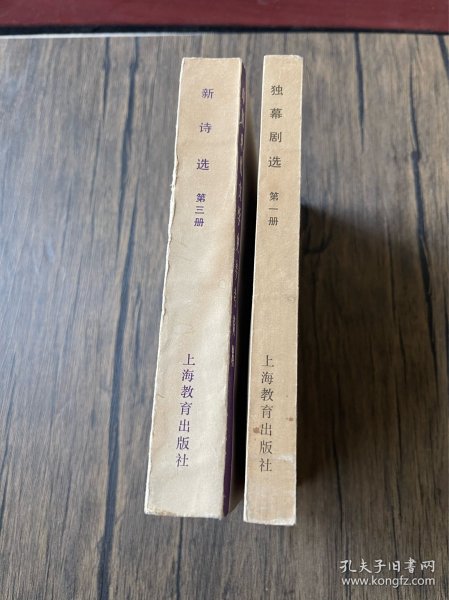 新诗选
第三册
上海教育出版社
独幕剧选
第一册
上海教育出版社
孔夫子旧书网
www.kongfz.com